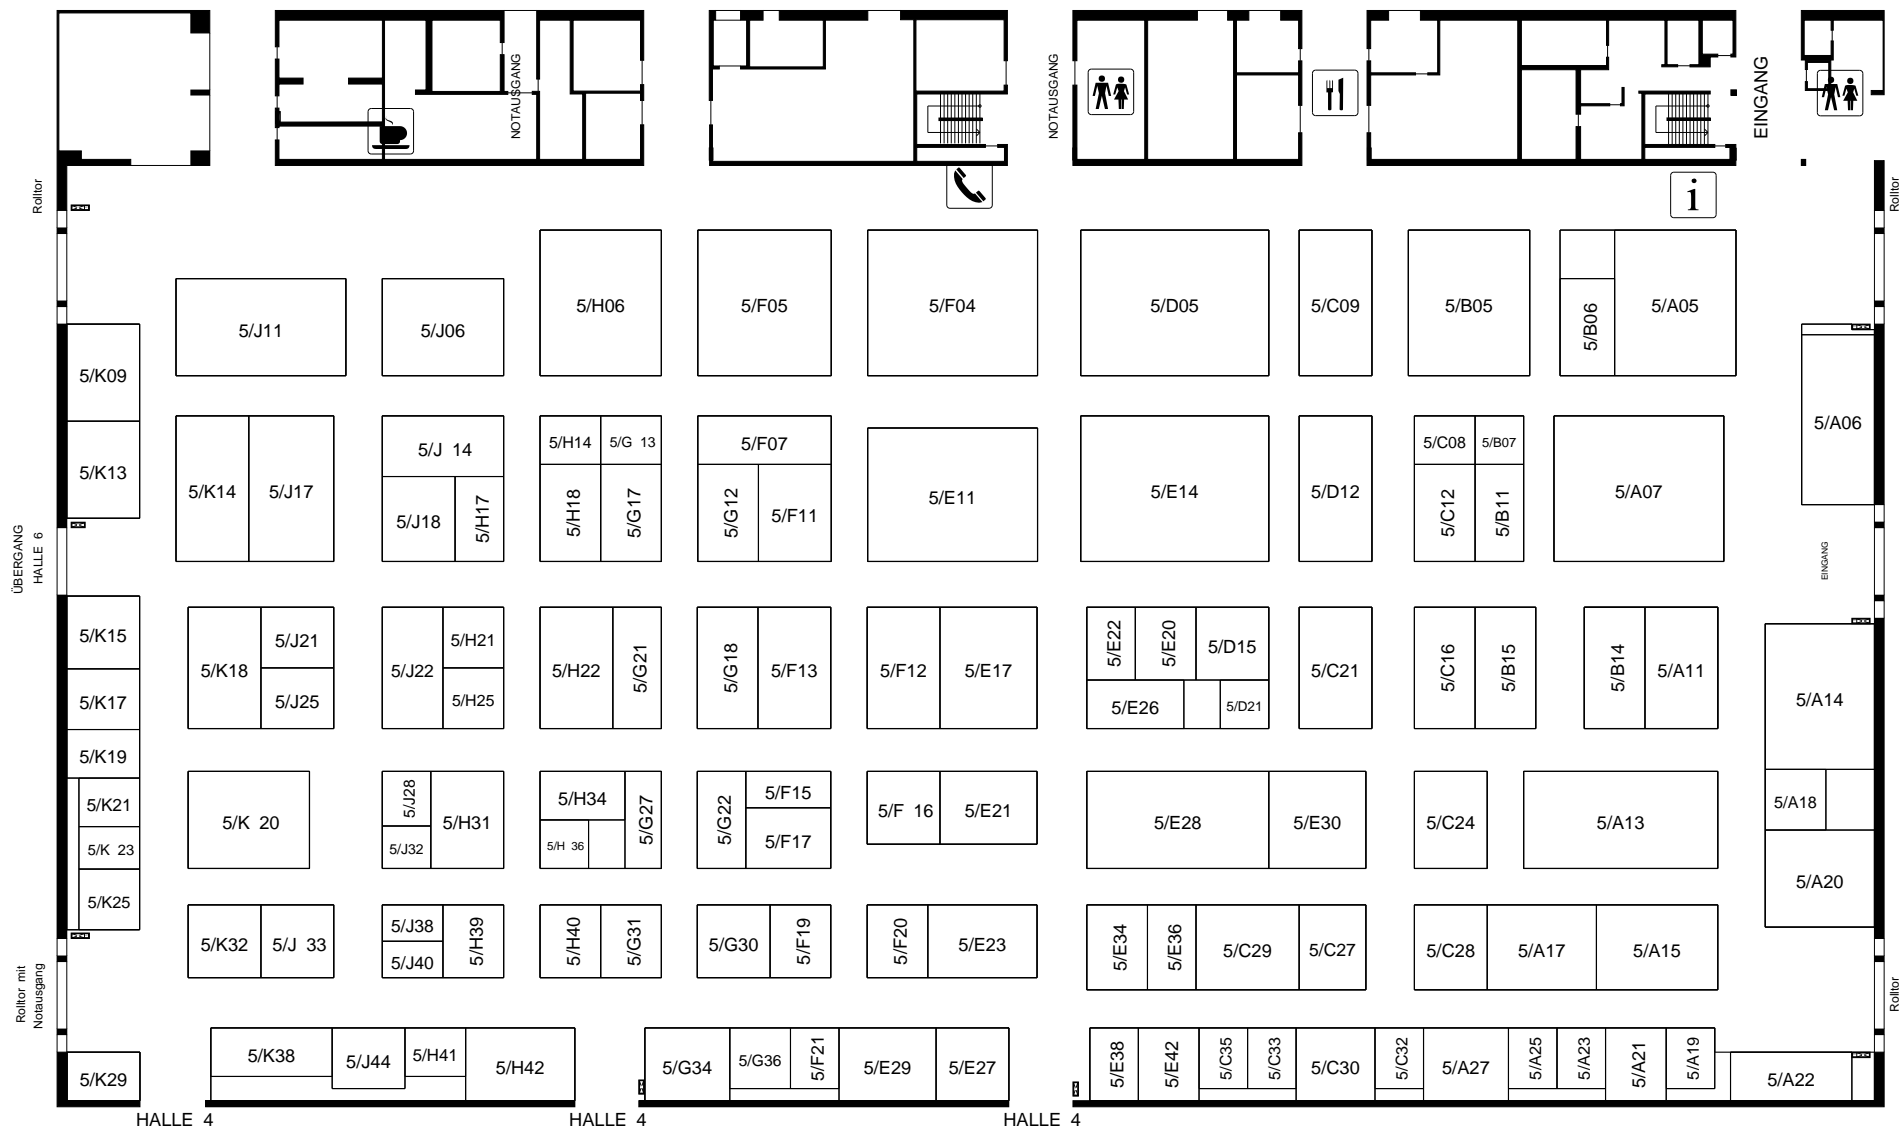 NOTAUSGANG
NOTAUSGANG
EINGANG
i
Rolltor
Rolltor
5/H06
5/F05
5/F04
5/D05
5/C09
5/B05
5/B06
5/A05
5/J11
5/J06
5/K09
5/A06
5/K13
5/K14
5/J17
5/J 14
5/J18
5/H17
5/H14
5/G 13
5/H18
5/G17
5/F07
5/G12
5/F11
5/E11
5/E14
5/D12
5/C08
5/B07
5/C12
5/B11
5/A07
ÜBERGANG
HALLE 6
EINGANG
5/K15
5/K17
5/K19
5/K18
5/J21
5/J25
5/J22
5/H21
5/H25
5/H22
5/G21
5/G18
5/F13
5/F12
5/E17
5/E22
5/E20
5/D15
5/E26
5/D21
5/C21
5/C16
5/B15
5/B14
5/A11
5/A14
5/K21
5/K 23
5/K25
5/K 20
5/J28
5/J32
5/H31
5/H34
5/H 36
5/G27
5/G22
5/F15
5/F17
5/F 16
5/E21
5/E28
5/E30
5/C24
5/A13
5/A18
5/A20
5/K32
5/J 33
5/J38
5/J40
5/H39
5/H40
5/G31
5/G30
5/F19
5/F20
5/E23
5/E34
5/E36
5/C29
5/C27
5/C28
5/A17
5/A15
Rolltor mit
Notausgang
Rolltor
5/K29
5/K38
5/J44
5/H41
5/H42
5/G34
5/G36
5/F21
5/E29
5/E27
5/E38
5/E42
5/C35
5/C33
5/C30
5/C32
5/A27
5/A25
5/A23
5/A21
5/A19
5/A22
HALLE 4
HALLE 4
HALLE 4